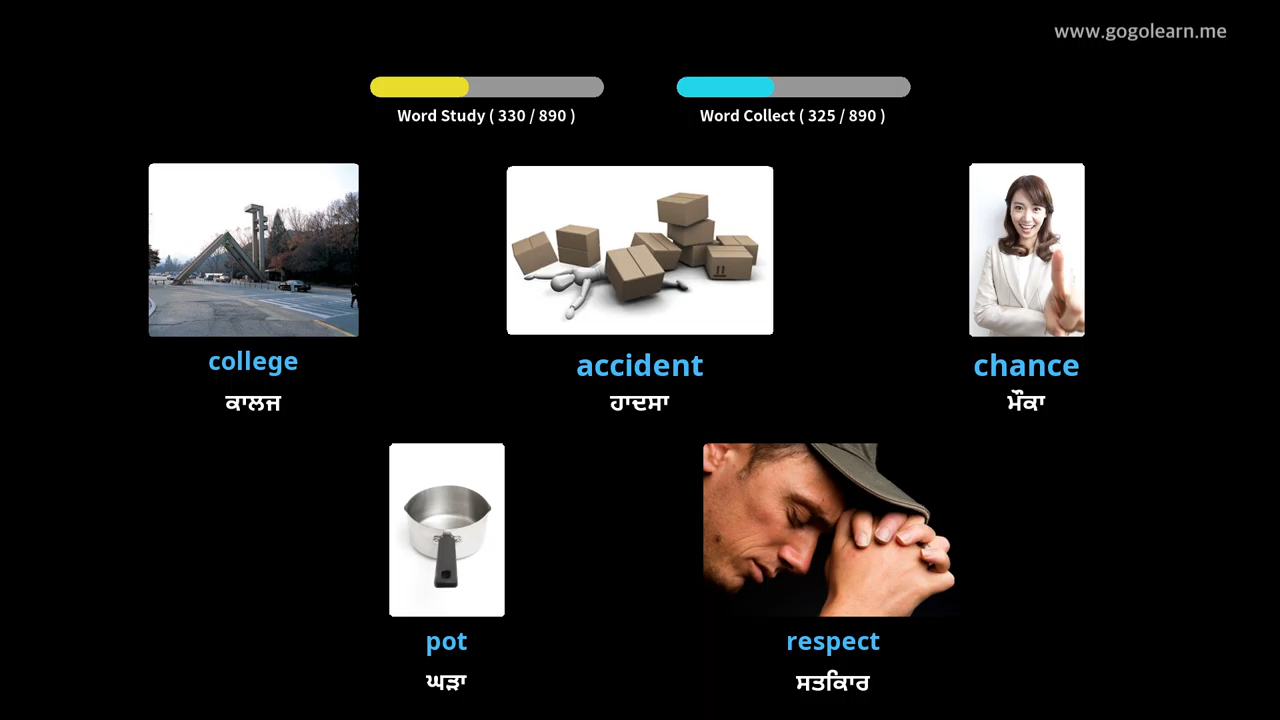 www.gogolearn.me
Word Study ( 330 / 890 )
Word Collect ( 325 / 890 )
college
ਕਾਲਜ
accident
ਹਾਦਸਾ
chance
ਮੌਕਾ
pot
ਘੜਾ
respect
ਸਤਕਿਾਰ